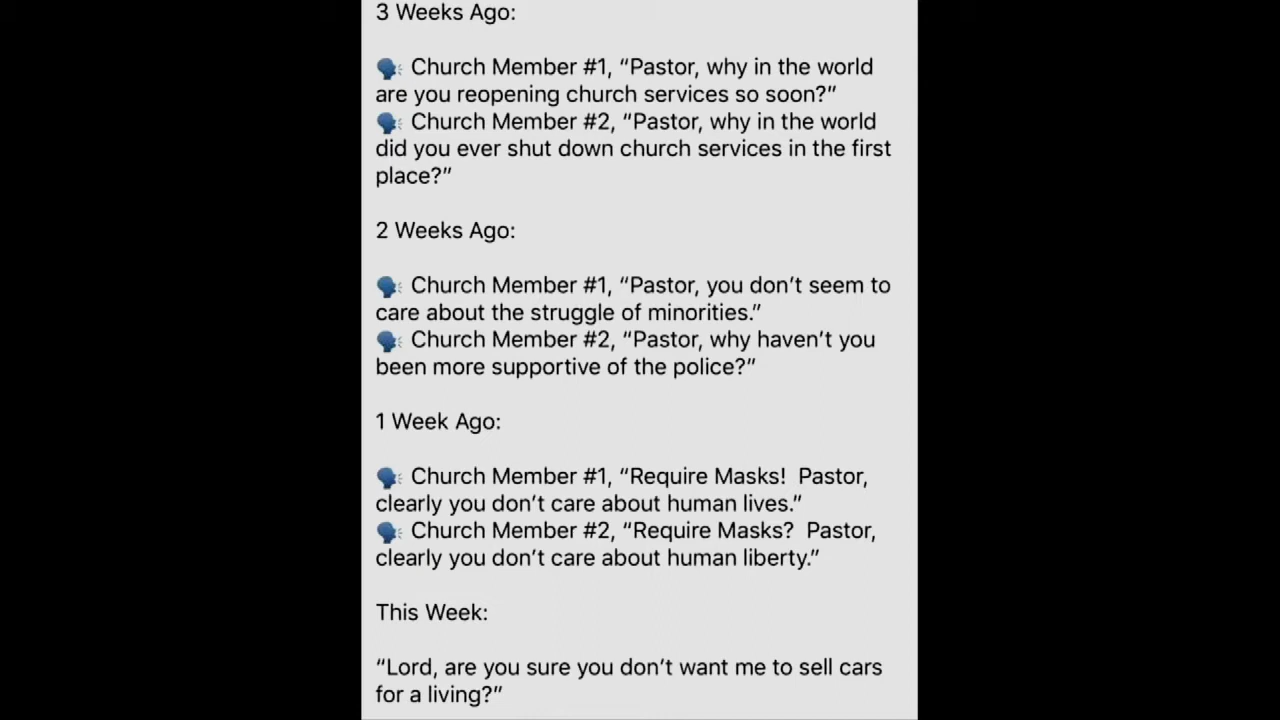 3 Weeks Ago:
🗣 Church Member #1, “Pastor, why in the world
are you reopening church services so soon?”
🗣 Church Member #2, “Pastor, why in the world
did you ever shut down church services in the first
place?”
2 Weeks Ago:
🗣 Church Member #1, “Pastor, you don’t seem to
care about the struggle of minorities.”
🗣 Church Member #2, “Pastor, why haven’t you
been more supportive of the police?”
1 Week Ago:
🗣 Church Member #1, “Require Masks!  Pastor,
clearly you don’t care about human lives.”
🗣 Church Member #2, “Require Masks?  Pastor,
clearly you don’t care about human liberty.”
This Week:
“Lord, are you sure you don’t want me to sell cars
for a living?”